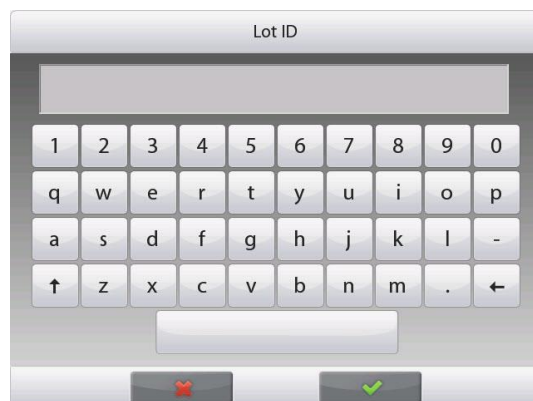 Lot ID
1 2 3 4 5 6 7 8 9 0
q w e r t y u i o p
a s d f g h j k l -
↑ z x c v b n m . ←